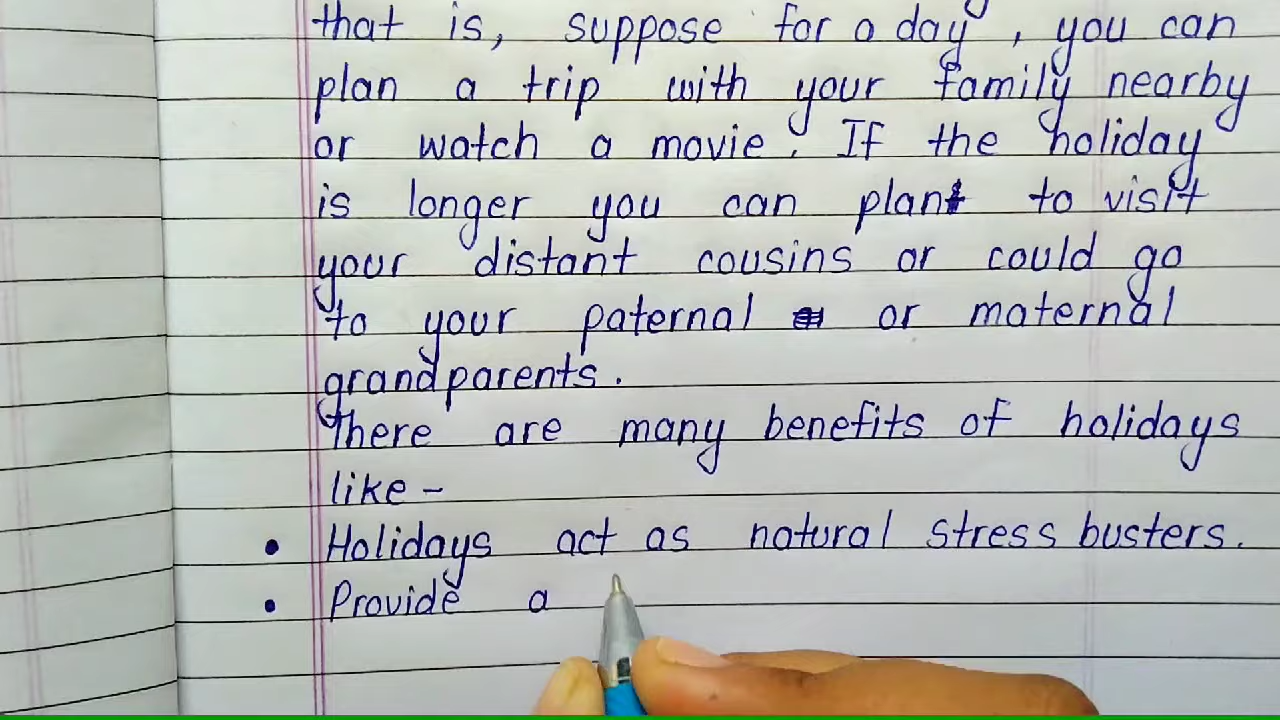 that is, suppose for a day, you can
plan a trip with your family nearby
or watch a movie. If the holiday
is longer you can plan to visit
your distant cousins or could go
to your paternal or maternal
grandparents.
There are many benefits of holidays
like -
• Holidays act as natural stress busters.
• Provide a